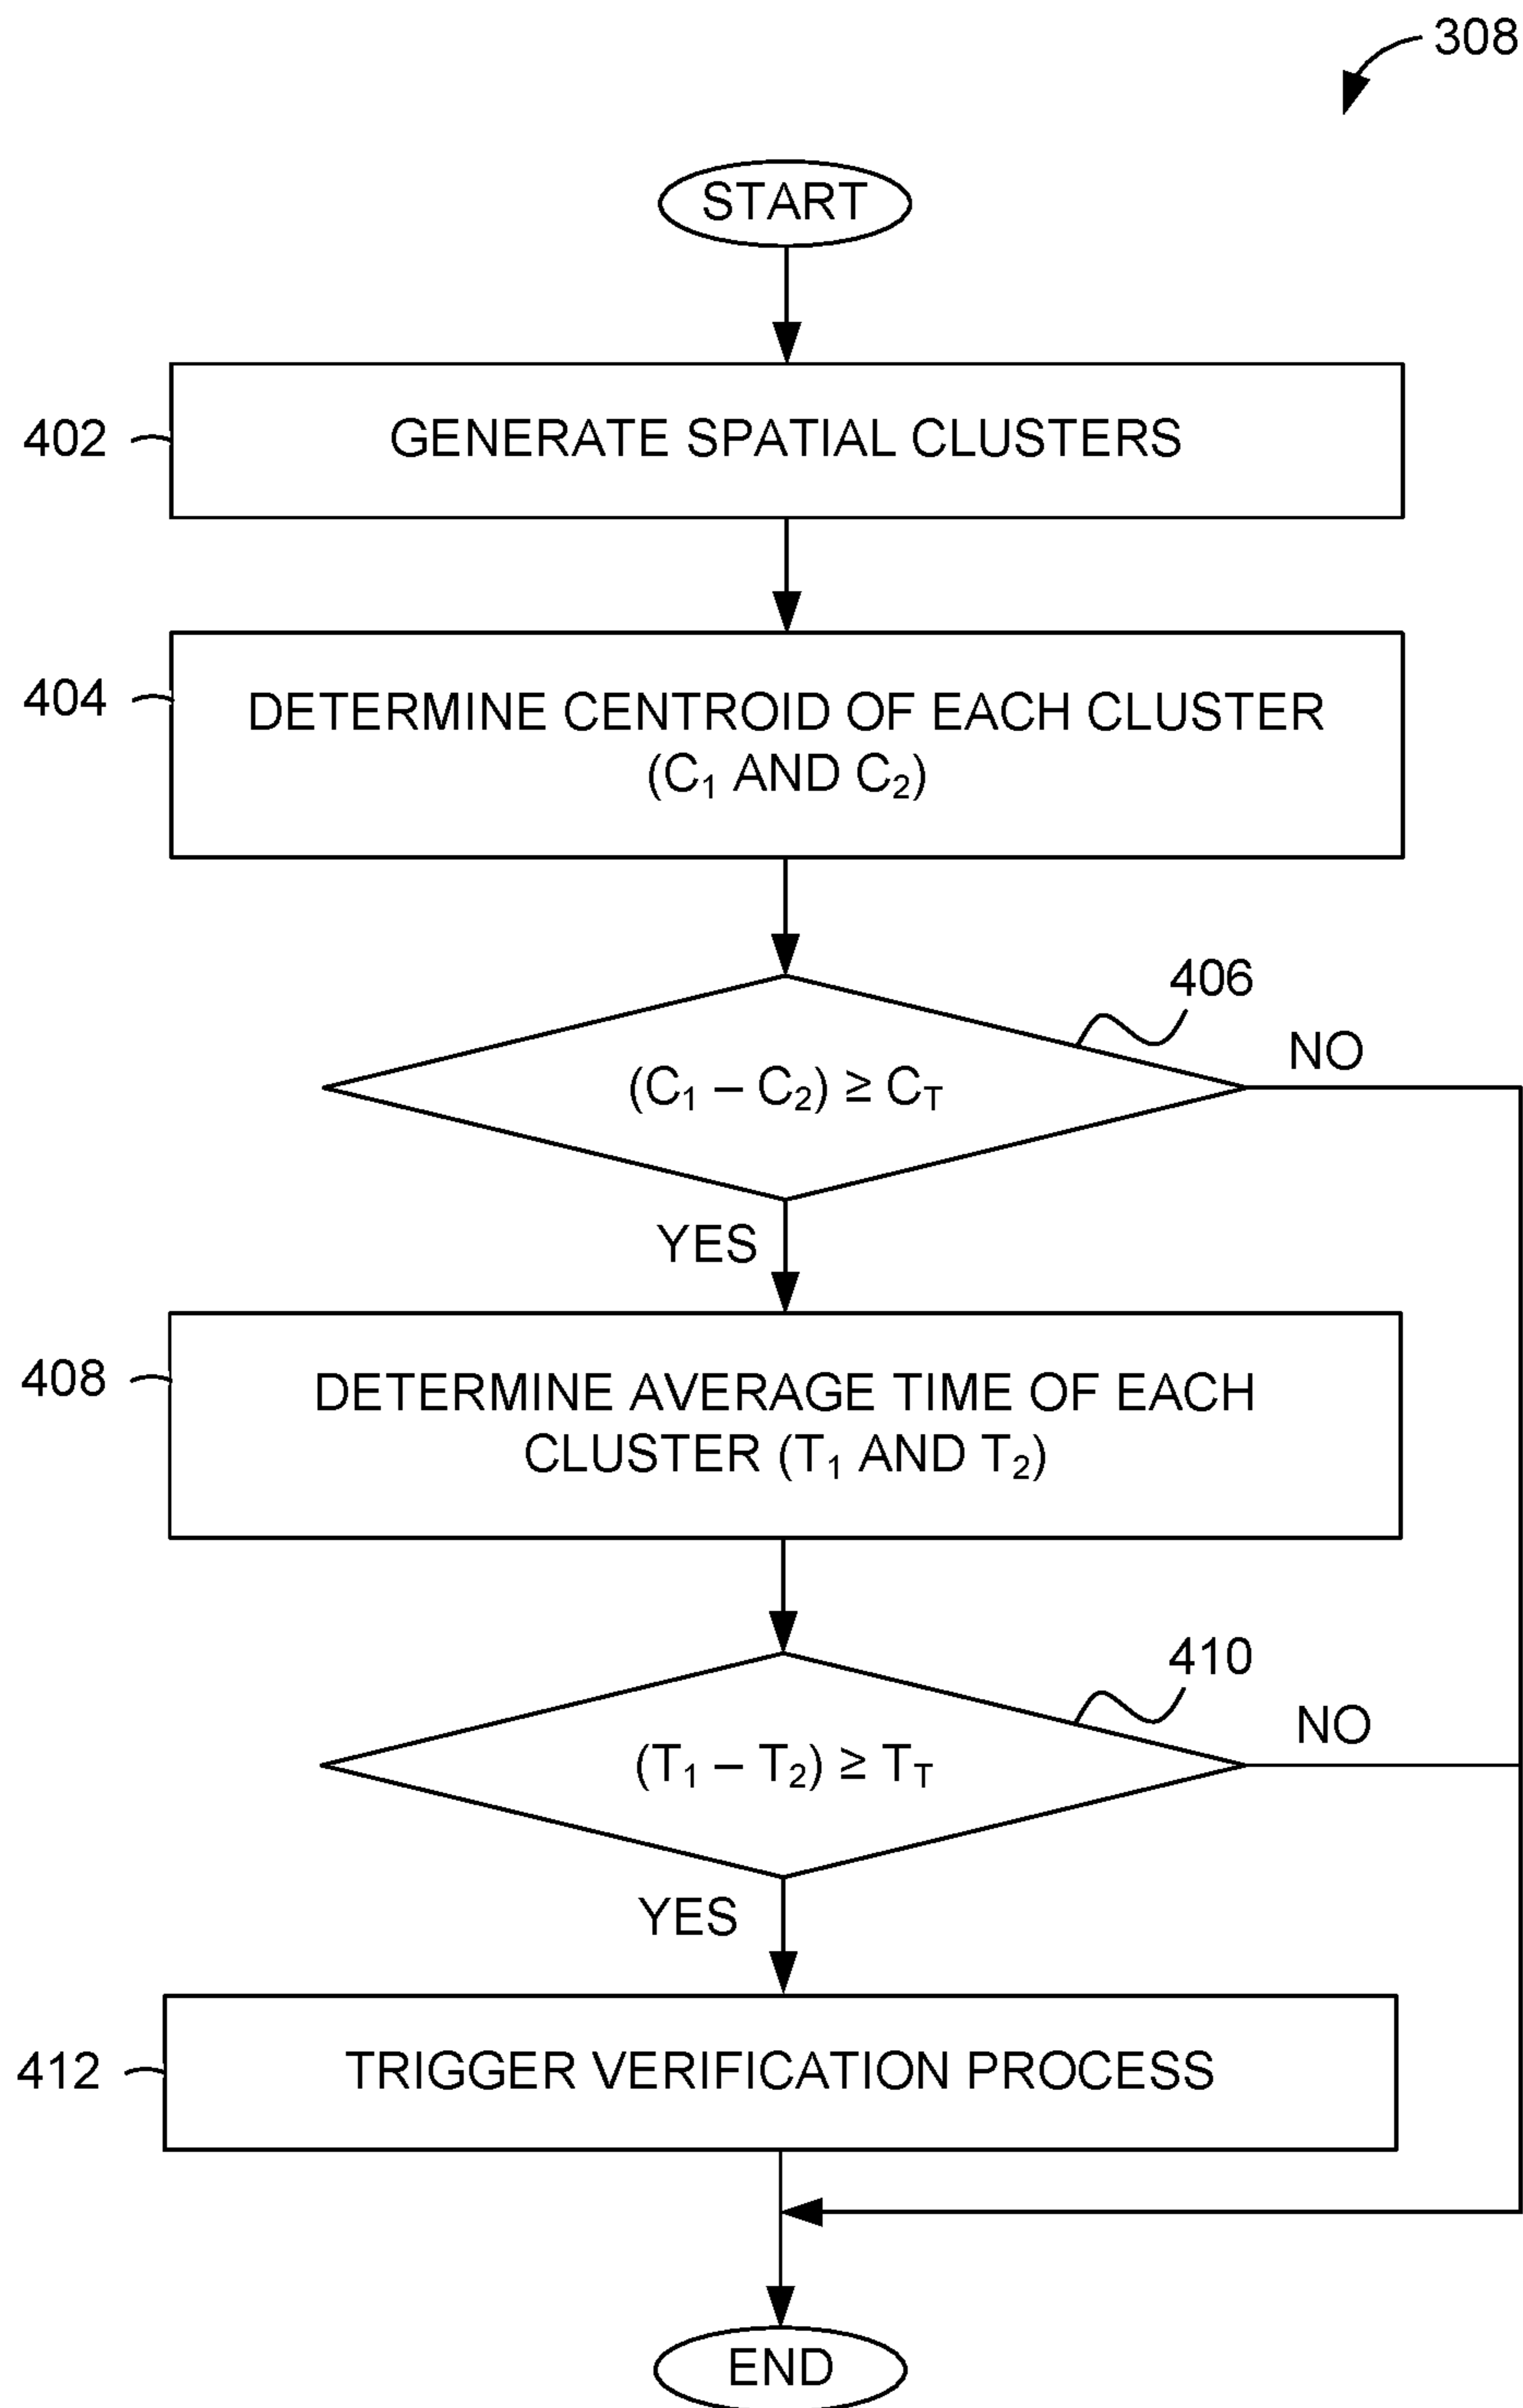 308
START
402
GENERATE SPATIAL CLUSTERS
404
DETERMINE CENTROID OF EACH CLUSTER
(C₁ AND C₂)
406
NO
(C₁ – C₂) ≥ C_T
YES
408
DETERMINE AVERAGE TIME OF EACH
CLUSTER (T₁ AND T₂)
410
NO
(T₁ – T₂) ≥ T_T
YES
412
TRIGGER VERIFICATION PROCESS
END